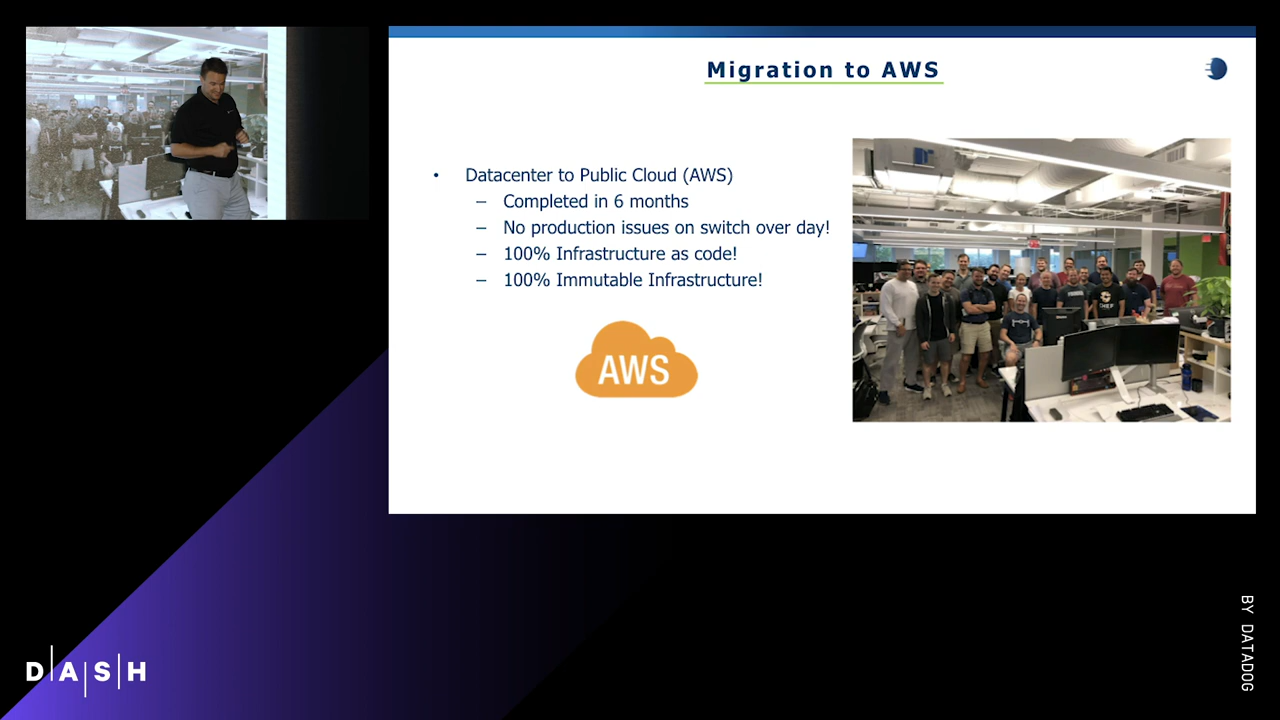 Migration to AWS
• Datacenter to Public Cloud (AWS)
– Completed in 6 months
– No production issues on switch over day!
– 100% Infrastructure as code!
– 100% Immutable Infrastructure!
AWS
DASH
BY DATADOG